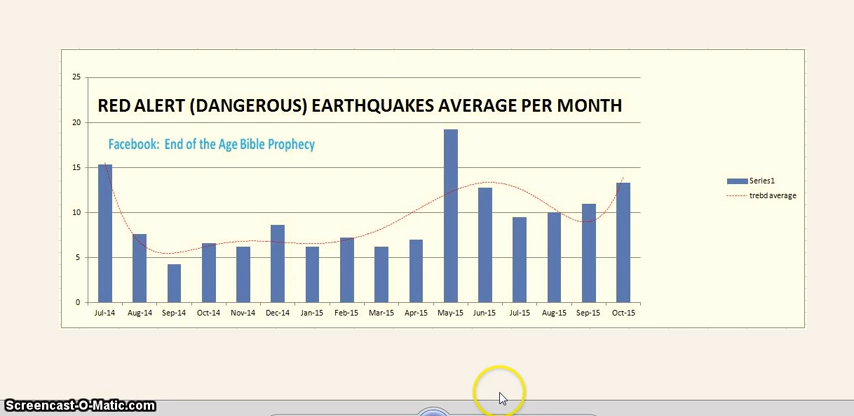 25
RED ALERT (DANGEROUS) EARTHQUAKES AVERAGE PER MONTH
20
Facebook: End of the Age Bible Prophecy
15
10
5
0
Series1
trebd average
Jul-14 Aug-14 Sep-14 Oct-14 Nov-14 Dec-14 Jan-15 Feb-15 Mar-15 Apr-15 May-15 Jun-15 Jul-15 Aug-15 Sep-15 Oct-15
Screencast-O-Matic.com